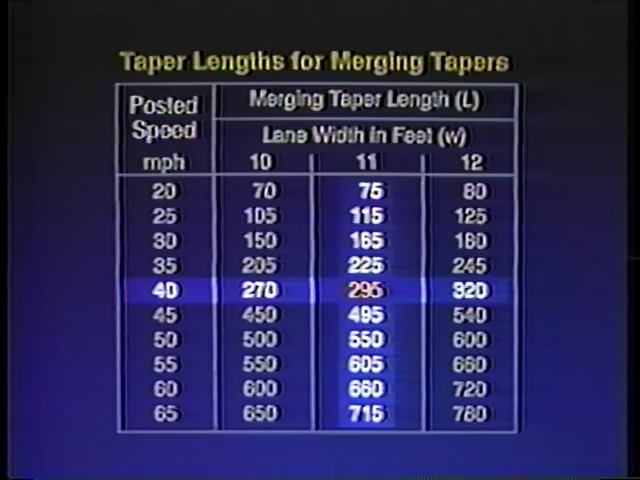 Taper Lengths for Merging Tapers
Posted Speed mph
Merging Taper Length (L)
Lane Width in Feet (w)
10 11 12
20 70 75 80
25 105 115 125
30 150 165 180
35 205 225 245
40 270 295 320
45 450 495 540
50 500 550 600
55 550 605 660
60 600 660 720
65 650 715 780